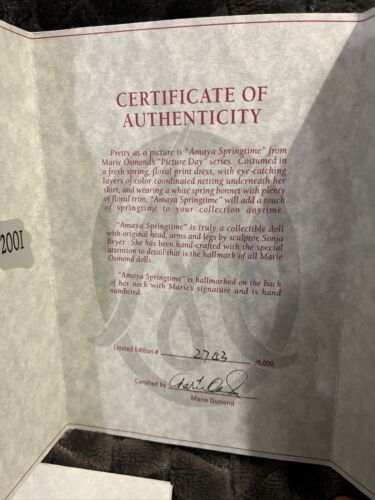 CERTIFICATE OF
AUTHENTICITY
Pretty as a picture is "Amaya Springtime" from
Marie Osmond's "Picture Day" series. Costumed in
a fresh spring, floral print dress, with eye-catching
layers of color coordinated netting underneath her
skirt, and wearing a white spring bonnet with plenty
of floral trim, "Amaya Springtime" will add a touch
of springtime to your collection anytime.
"Amaya Springtime" is truly a collectible doll
with original head, arms and legs by sculptor, Sonja
Bryer. She has been hand-crafted with the special
attention to detail that is the hallmark of all Marie
Osmond dolls.
"Amaya Springtime" is hallmarked on the back
of her neck with Marie's signature and is hand
numbered.
2001
Limited Edition # 2703 /6,000
Certified by
Marie Osmond